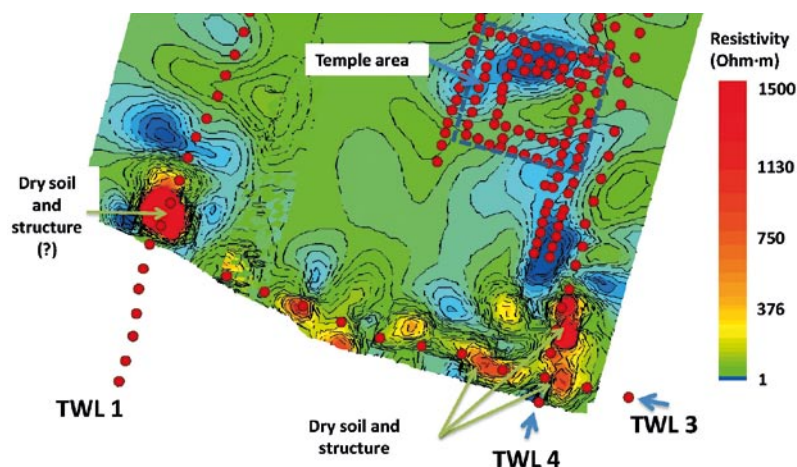 Temple area
Resistivity
(Ohm·m)
1500
1130
750
376
1
Dry soil
and
structure
(?)
TWL 1
Dry soil and
structure
TWL 4
TWL 3